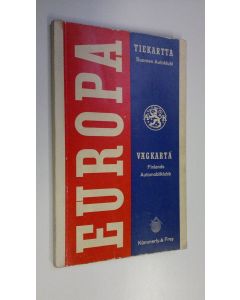 EUROPA
TIEKARTTA
Suomen Autoklubi
VÄGKARTA
Finlands
Automobilklubb
Kümmerly & Frey